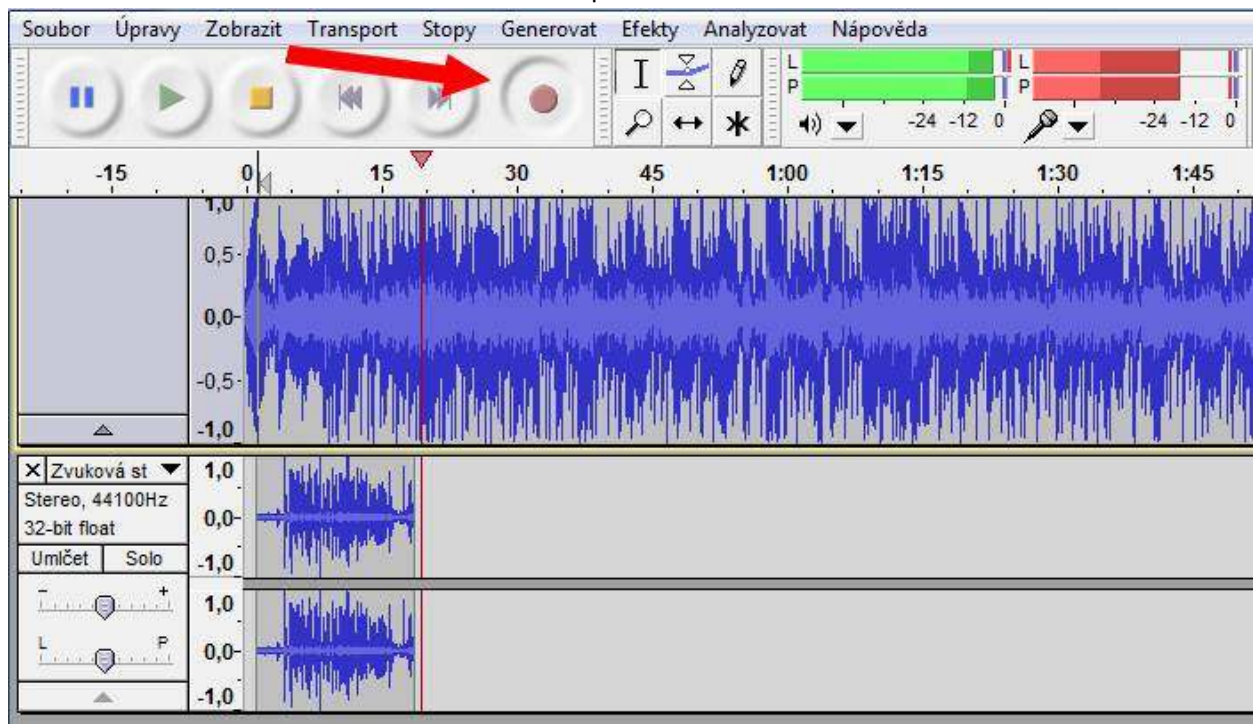 Soubor Úpravy Zobrazit Transport Stopy Generovat Efekty Analyzovat Nápověda
L L
P P
-24 -12 0 -24 -12 0
-15 0 15 30 45 1:00 1:15 1:30 1:45
1,0
0,5
0,0
-0,5
-1,0
X Zvuková st 1,0
Stereo, 44100Hz
32-bit float 0,0
Umlčet Solo -1,0
- + 1,0
L P 0,0
-1,0